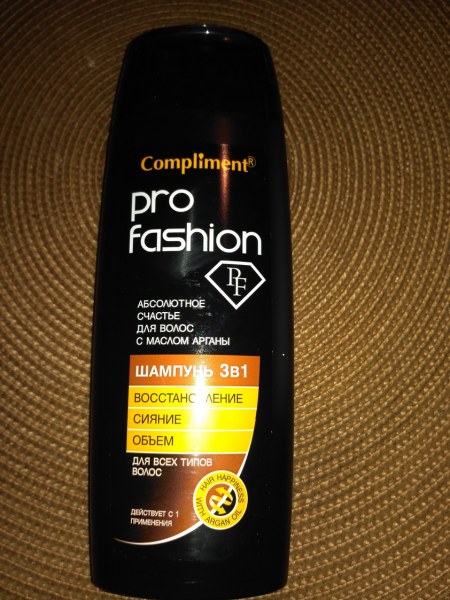 Compliment®
pro
fashion
PF
АБСОЛЮТНОЕ
СЧАСТЬЕ
ДЛЯ ВОЛОС
С МАСЛОМ АРГАНЫ
ШАМПУНЬ 3В1
ВОССТАНОВЛЕНИЕ
СИЯНИЕ
ОБЪЕМ
ДЛЯ ВСЕХ ТИПОВ
ВОЛОС
HAIR HAPPINESS
WITH ARGAN OIL
ДЕЙСТВУЕТ С 1
ПРИМЕНЕНИЯ